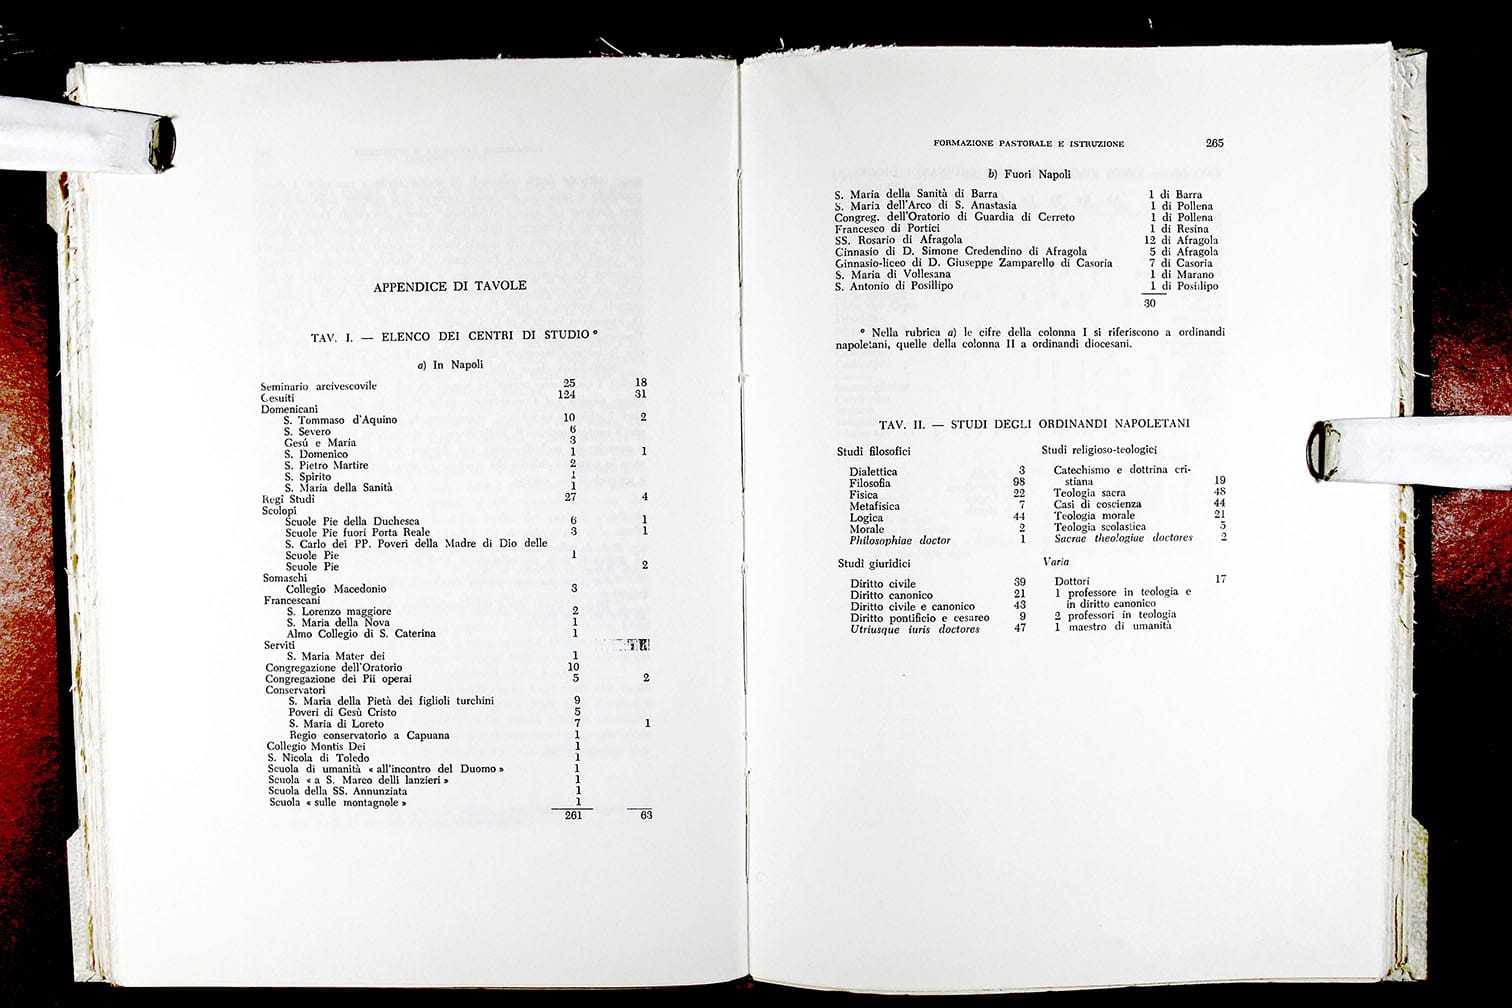 APPENDICE DI TAVOLE
TAV. I. — ELENCO DEI CENTRI DI STUDIO °
a) In Napoli
Seminario arcivescovile 25 18
Gesuiti 124 31
Domenicani
S. Tommaso d'Aquino 10 2
S. Severo 6
Gesú e Maria 3
S. Domenico 1 1
S. Pietro Martire 2
S. Spirito 1
S. Maria della Sanità 1
Regi Studi 27 4
Scolopi
Scuole Pie della Duchesca 6 1
Scuole Pie fuori Porta Reale 3 1
S. Carlo dei PP. Poveri della Madre di Dio delle
Scuole Pie 1
Scuole Pie 2
Somaschi
Collegio Macedonio 3
Francescani
S. Lorenzo maggiore 2
S. Maria della Nova 1
Almo Collegio di S. Caterina 1
Serviti
S. Maria Mater dei 1
Congregazione dell'Oratorio 10
Congregazione dei Pii operai 5 2
Conservatori
S. Maria della Pietà dei figlioli turchini 9
Poveri di Gesù Cristo 5
S. Maria di Loreto 7 1
Regio conservatorio a Capuana 1
Collegio Montis Dei 1
S. Nicola di Toledo 1
Scuola di umanità « all'incontro del Duomo » 1
Scuola « a S. Marco delli lanzieri » 1
Scuola della SS. Annunziata 1
Scuola « sulle montagnole » 1
261 63
FORMAZIONE PASTORALE E ISTRUZIONE 265
b) Fuori Napoli
S. Maria della Sanità di Barra 1 di Barra
S. Maria dell'Arco di S. Anastasia 1 di Pollena
Congreg. dell'Oratorio di Guardia di Cerreto 1 di Pollena
Francesco di Portici 1 di Resina
SS. Rosario di Afragola 12 di Afragola
Ginnasio di D. Simone Credendino di Afragola 5 di Afragola
Ginnasio-liceo di D. Giuseppe Zamparello di Casoria 7 di Casoria
S. Maria di Vollesana 1 di Marano
S. Antonio di Posillipo 1 di Posilipo
30
° Nella rubrica a) le cifre della colonna I si riferiscono a ordinandi
napoletani, quelle della colonna II a ordinandi diocesani.
TAV. II. — STUDI DEGLI ORDINANDI NAPOLETANI
Studi filosofici
Dialettica 3
Filosofia 98
Fisica 22
Metafisica 7
Logica 44
Morale 2
Philosophiae doctor 1
Studi giuridici
Diritto civile 39
Diritto canonico 21
Diritto civile e canonico 43
Diritto pontificio e cesareo 9
Utriusque iuris doctores 47
Studi religioso-teologici
Catechismo e dottrina cri-
stiana 19
Teologia sacra 48
Casi di coscienza 44
Teologia morale 21
Teologia scolastica 5
Sacrae theologiae doctores 2
Varia
Dottori 17
1 professore in teologia e
in diritto canonico
2 professori in teologia
1 maestro di umanità